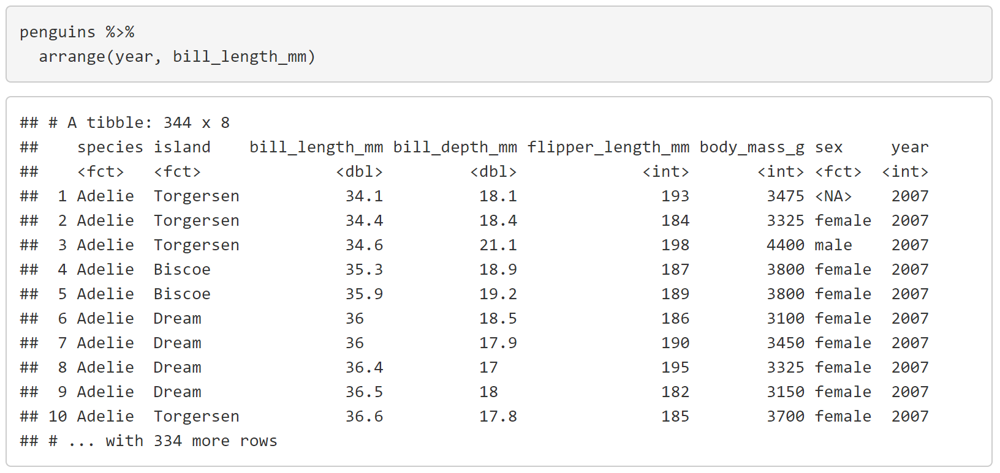 penguins %>%
  arrange(year, bill_length_mm)
## # A tibble: 344 x 8
##    species island    bill_length_mm bill_depth_mm flipper_length_mm body_mass_g sex     year
##    <fct>   <fct>              <dbl>         <dbl>             <int>       <int> <fct>  <int>
##  1 Adelie  Torgersen           34.1          18.1               193        3475 <NA>    2007
##  2 Adelie  Torgersen           34.4          18.4               184        3325 female  2007
##  3 Adelie  Torgersen           34.6          21.1               198        4400 male    2007
##  4 Adelie  Biscoe              35.3          18.9               187        3800 female  2007
##  5 Adelie  Biscoe              35.9          19.2               189        3800 female  2007
##  6 Adelie  Dream               36            18.5               186        3100 female  2007
##  7 Adelie  Dream               36            17.9               190        3450 female  2007
##  8 Adelie  Dream               36.4          17                 195        3325 female  2007
##  9 Adelie  Dream               36.5          18                 182        3150 female  2007
## 10 Adelie  Torgersen           36.6          17.8               185        3700 female  2007
## # ... with 334 more rows